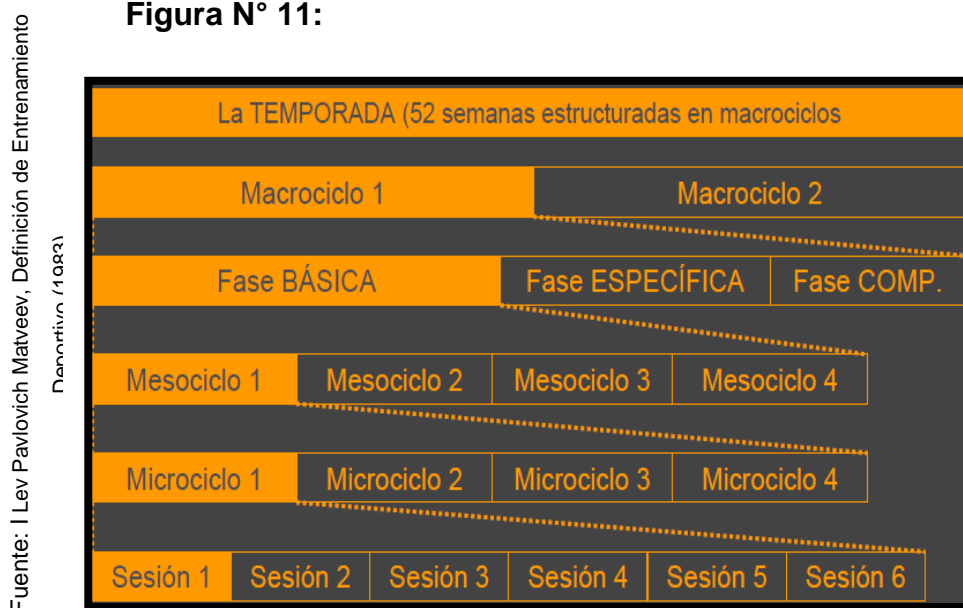 Figura N° 11:
La TEMPORADA (52 semanas estructuradas en macrociclos
Macrociclo 1
Macrociclo 2
Fase BÁSICA
Fase ESPECÍFICA
Fase COMP.
Mesociclo 1
Mesociclo 2
Mesociclo 3
Mesociclo 4
Microciclo 1
Microciclo 2
Microciclo 3
Microciclo 4
Sesión 1
Sesión 2
Sesión 3
Sesión 4
Sesión 5
Sesión 6
Fuente: l Lev Pavlovich Matveev, Definición de Entrenamiento
Deportivo (1983)